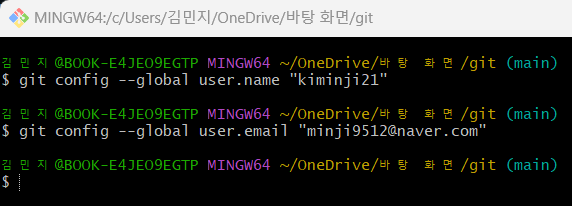 MINGW64:/c/Users/김민지/OneDrive/바탕 화면/git
김민지@BOOK-E4JEO9EGTP MINGW64 ~/OneDrive/바탕 화면/git (main)
$ git config --global user.name "kiminji21"
김민지@BOOK-E4JEO9EGTP MINGW64 ~/OneDrive/바탕 화면/git (main)
$ git config --global user.email "minji9512@naver.com"
김민지@BOOK-E4JEO9EGTP MINGW64 ~/OneDrive/바탕 화면/git (main)
$